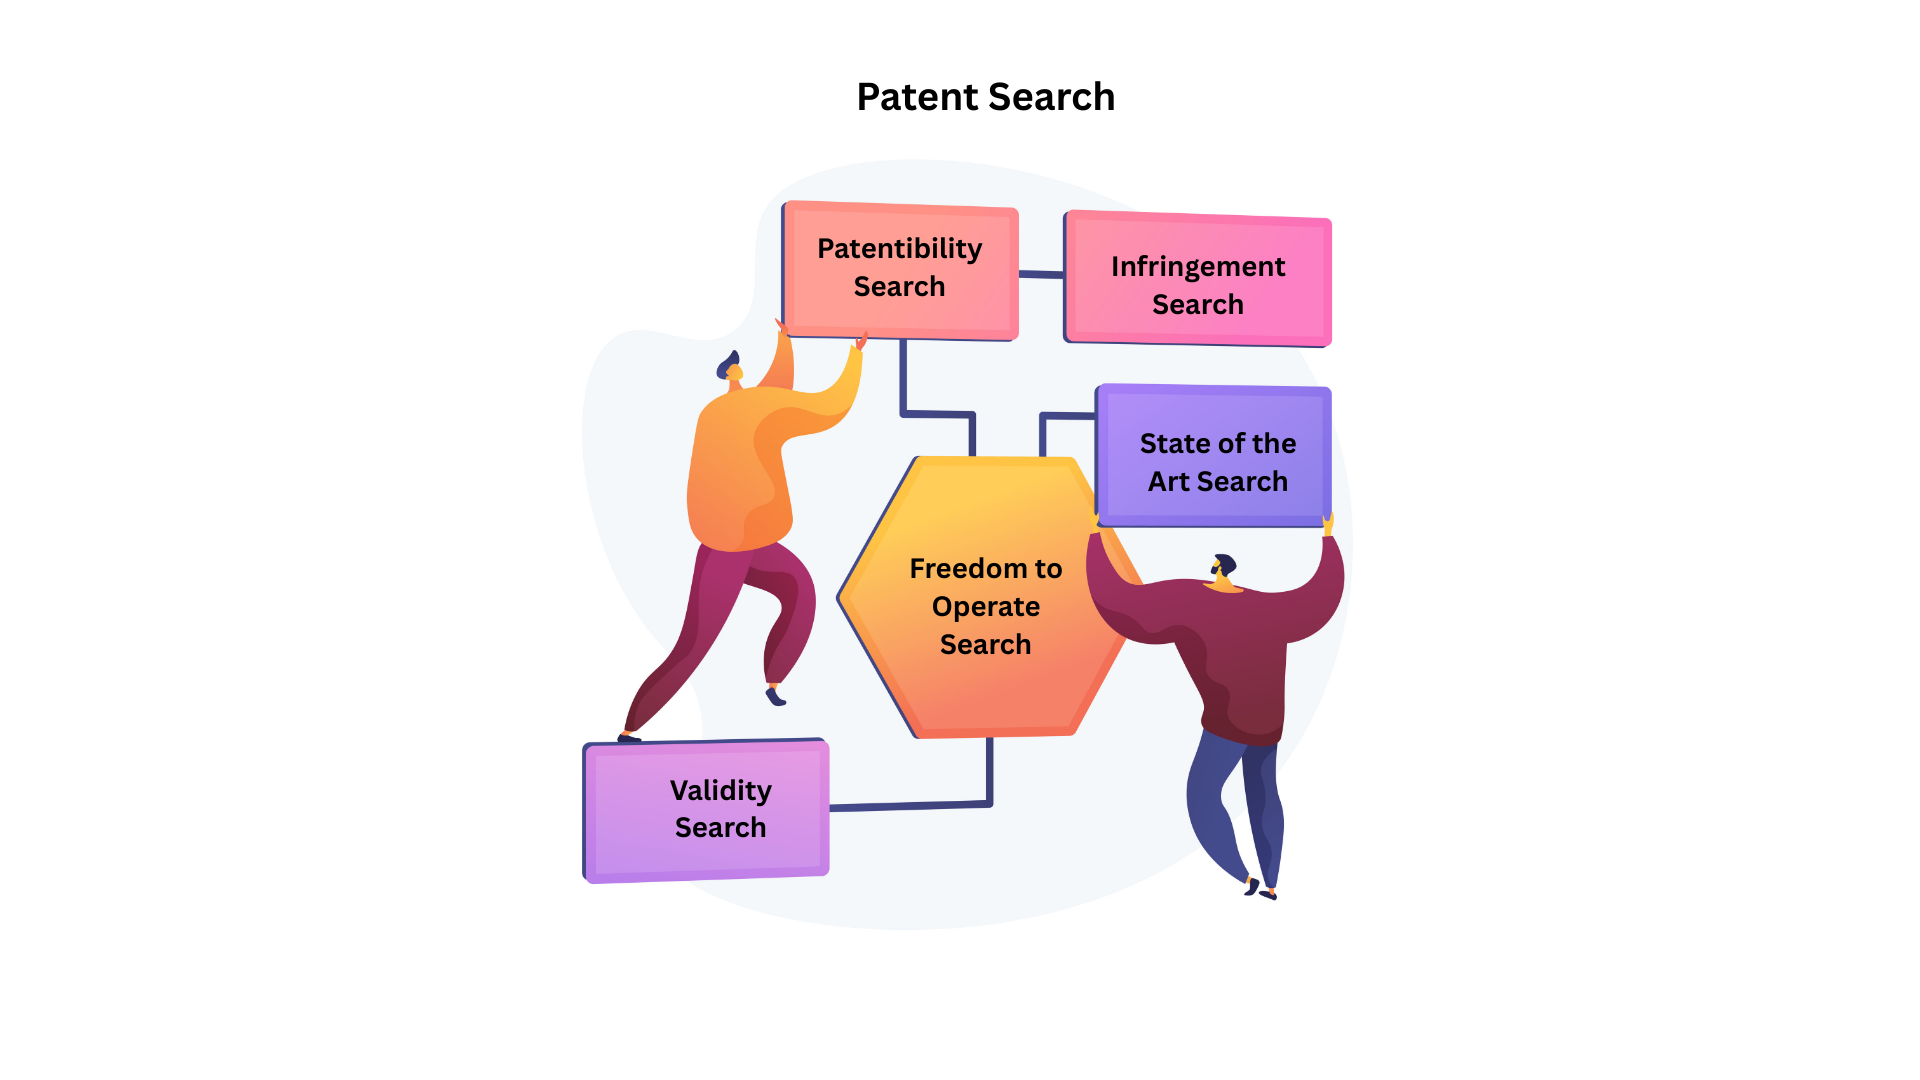 Patent Search
Patentibility
Search
Infringement
Search
State of the
Art Search
Freedom to
Operate
Search
Validity
Search